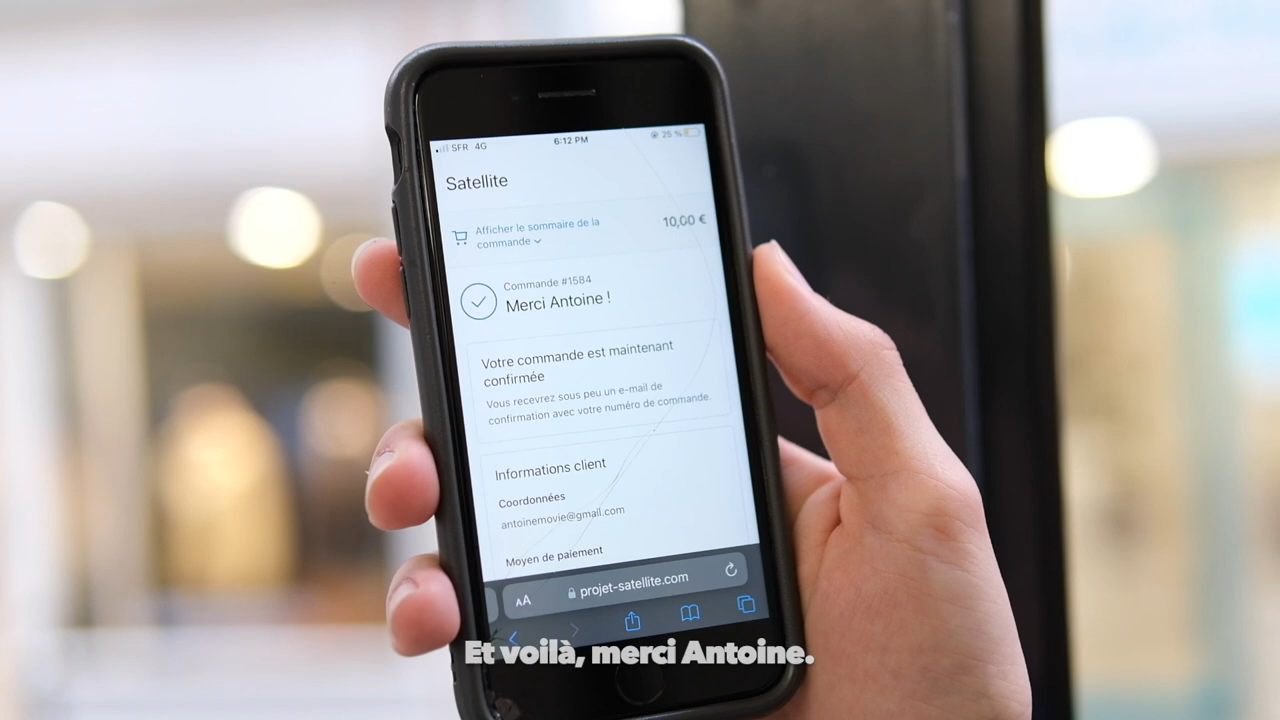 SFR 4G
6:12 PM
25 %
Satellite
Afficher le sommaire de la
commande
10,00 €
Commande #1584
Merci Antoine !
Votre commande est maintenant
confirmée
Vous recevrez sous peu un e-mail de
confirmation avec votre numéro de commande.
Informations client
Coordonnées
antoinemovie@gmail.com
Moyen de paiement
AA
projet-satellite.com
Et voilà, merci Antoine.